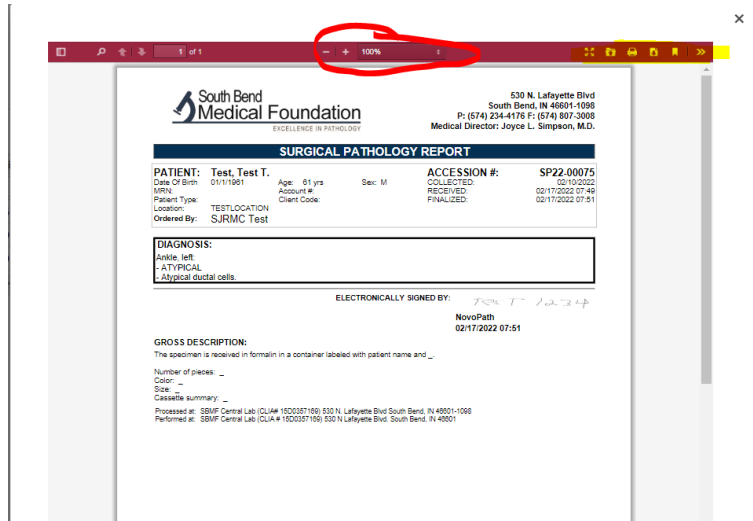 ×
1 of 1 − + 100%
South Bend
Medical Foundation
EXCELLENCE IN PATHOLOGY
530 N. Lafayette Blvd
South Bend, IN 46601-1098
P: (574) 234-4176 F: (574) 807-3008
Medical Director: Joyce L. Simpson, M.D.
SURGICAL PATHOLOGY REPORT
PATIENT: Test, Test T. ACCESSION #: SP22-00075
Date Of Birth 01/1/1961 Age: 61 yrs Sex: M COLLECTED: 02/10/2022
MRN: Account #: RECEIVED: 02/17/2022 07:49
Patient Type: Client Code: FINALIZED: 02/17/2022 07:51
Location: TESTLOCATION
Ordered By: SJRMC Test
DIAGNOSIS:
Ankle, left:
- ATYPICAL
- Atypical ductal cells.
ELECTRONICALLY SIGNED BY: Test T 1234
NovoPath
02/17/2022 07:51
GROSS DESCRIPTION:
The specimen is received in formalin in a container labeled with patient name and _.
Number of pieces: _
Color: _
Size: _
Cassette summary: _
Processed at: SBMF Central Lab (CLIA# 15D0357169) 530 N. Lafayette Blvd South Bend, IN 46601-1098
Performed at: SBMF Central Lab (CLIA # 15D0357169) 530 N Lafayette Blvd. South Bend, IN 46601